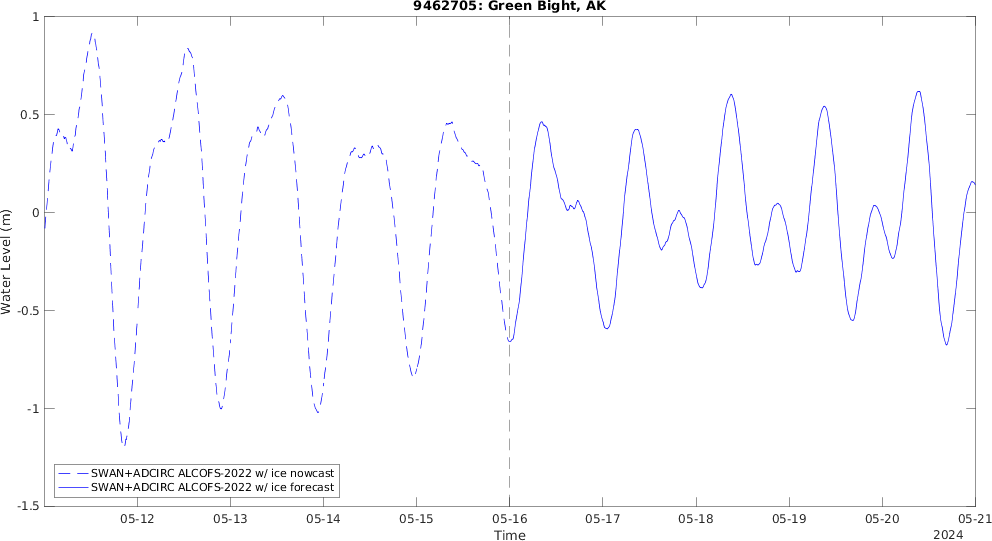 9462705: Green Bight, AK
1
0.5
0
-0.5
-1
-1.5
Water Level (m)
SWAN+ADCIRC ALCOFS-2022 w/ ice nowcast
SWAN+ADCIRC ALCOFS-2022 w/ ice forecast
05-12 05-13 05-14 05-15 05-16 05-17 05-18 05-19 05-20 05-21
Time
2024